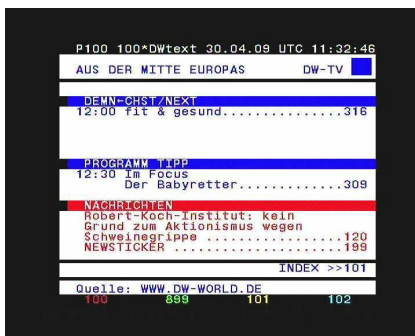 P100 100*DWtext 30.04.09 UTC 11:32:46
AUS DER MITTE EUROPAS DW-TV
DEMN←CHST/NEXT
12:00 fit & gesund...............316
PROGRAMM TIPP
12:30 Im Focus
Der Babyretter.............309
NACHRICHTEN
Robert-Koch-Institut: kein
Grund zum Aktionismus wegen
Schweinegrippe .................120
NEWSTICKER .....................199
INDEX >>101
Quelle: WWW.DW-WORLD.DE
100 899 101 102